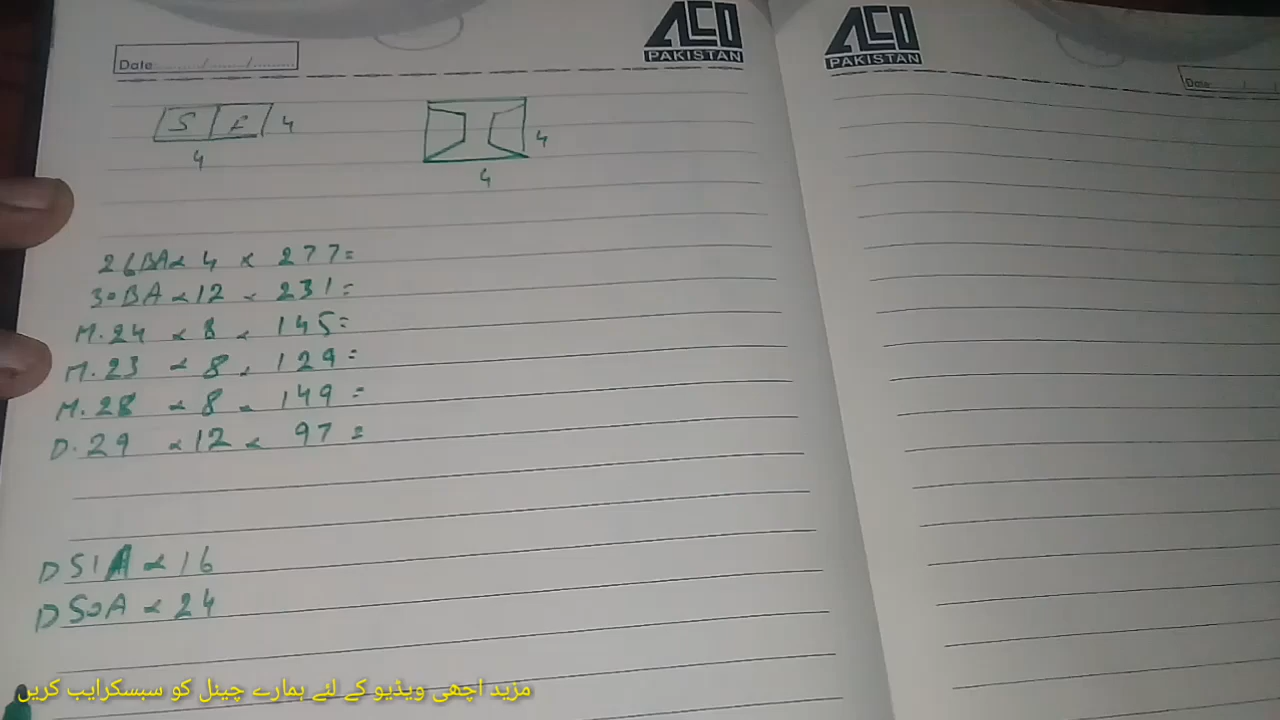 ACO
PAKISTAN
ACO
PAKISTAN
Date......../......../........
Date......../......../........
S F 4
4
4
4
26BA x 4 x 277=
30BA x 12 x 231=
M.24 x 8 x 145=
M.23 x 8 x 129=
M.28 x 8 x 149=
D.29 x 12 x 97=
D51A x 16
D50A x 24
مزید اچھی ویڈیو کے لئے ہمارے چینل کو سبسکرایب کریں